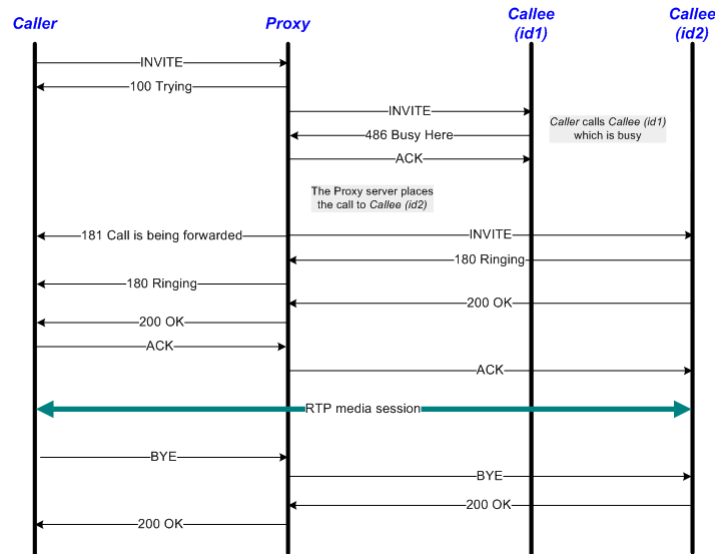 Caller
Proxy
Callee
(id1)
Callee
(id2)
INVITE
100 Trying
INVITE
486 Busy Here
Caller calls Callee (id1)
which is busy
ACK
The Proxy server places
the call to Callee (id2)
181 Call is being forwarded
INVITE
180 Ringing
180 Ringing
200 OK
200 OK
ACK
ACK
RTP media session
BYE
BYE
200 OK
200 OK